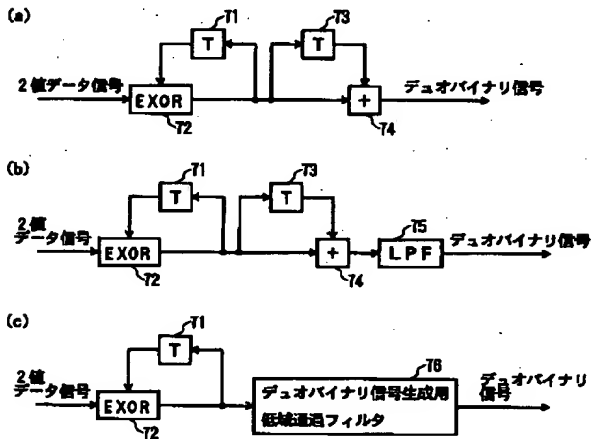 (a)
71
73
T
T
2値データ信号
EXOR
+
デュオバイナリ信号
72
74
(b)
71
73
T
T
2値
データ信号
EXOR
+
75
LPF
デュオバイナリ信号
72
74
(c)
71
T
76
2値
データ信号
EXOR
デュオバイナリ信号生成用
低域通過フィルタ
デュオバイナリ
信号
72